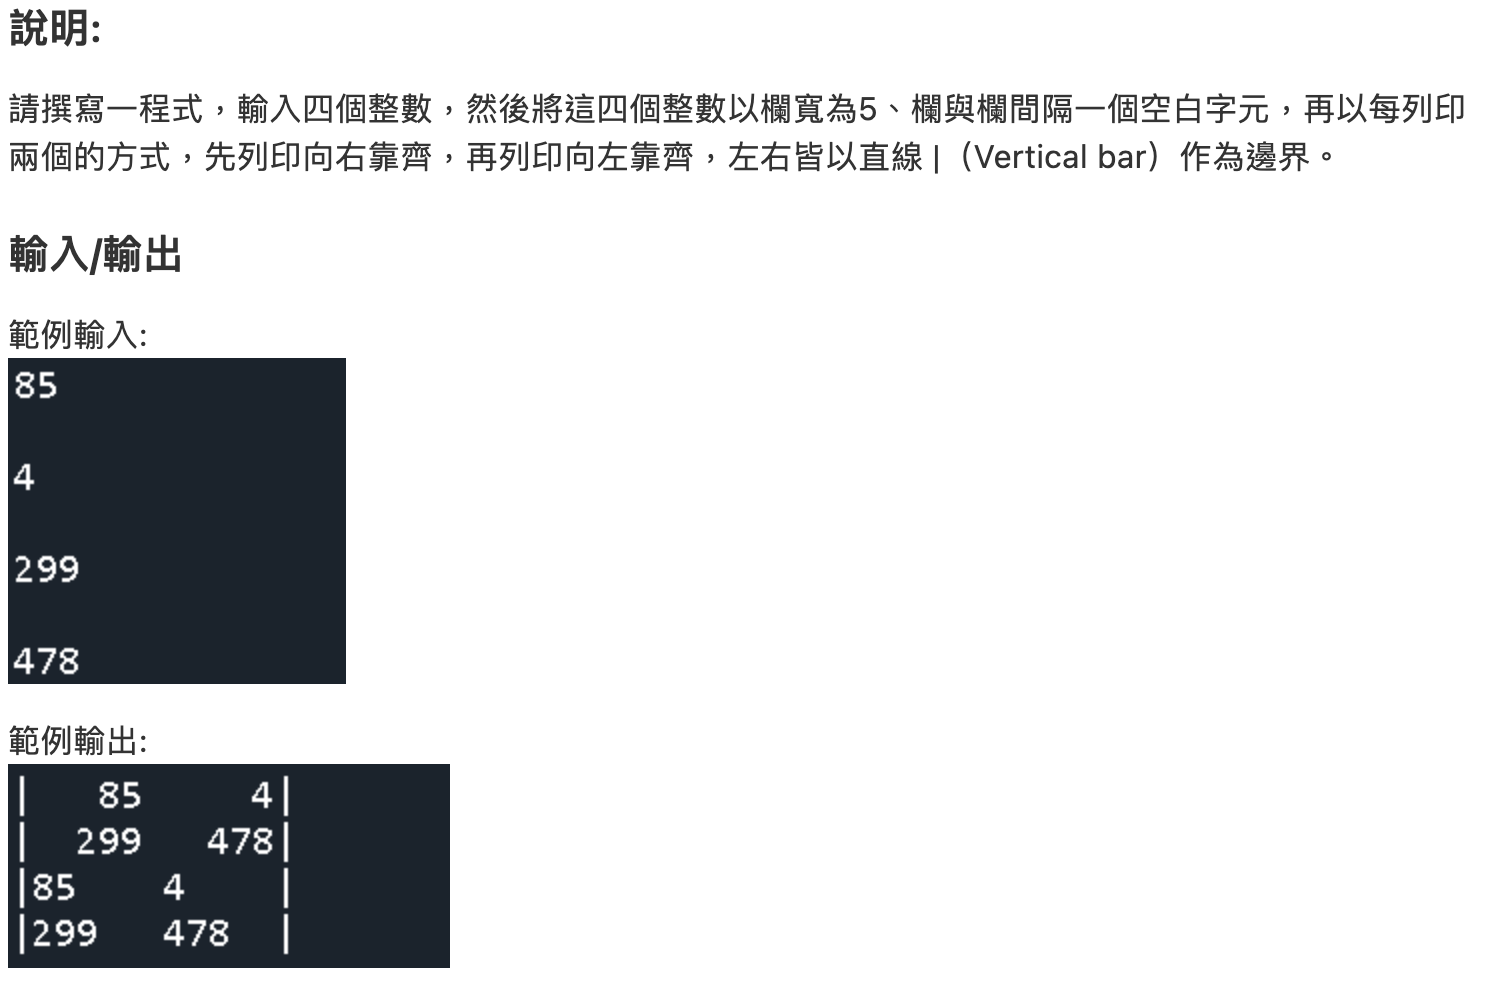 說明:
請撰寫一程式，輸入四個整數，然後將這四個整數以欄寬為5、欄與欄間隔一個空白字元，再以每列印
兩個的方式，先列印向右靠齊，再列印向左靠齊，左右皆以直線 |（Vertical bar）作為邊界。
輸入/輸出
範例輸入:
85
4
299
478
範例輸出:
|   85     4|
|  299   478|
|85    4    |
|299   478  |